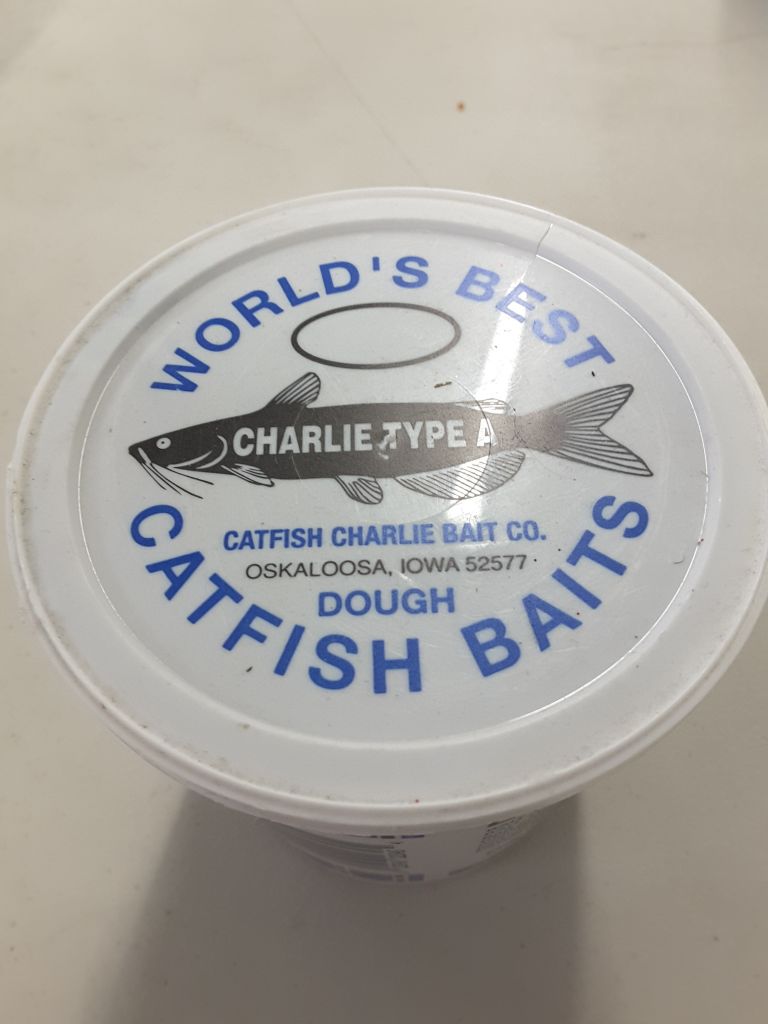 WORLD'S BEST
CHARLIE TYPE A
CATFISH CHARLIE BAIT CO.
OSKALOOSA, IOWA 52577
DOUGH
CATFISH BAITS